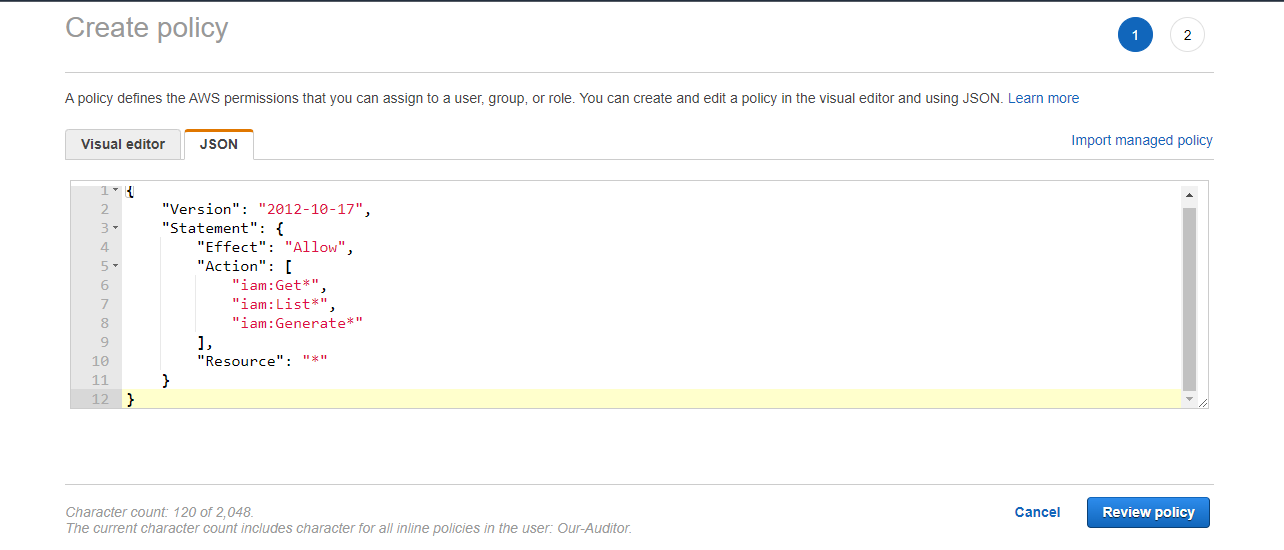 Create policy
1 2
A policy defines the AWS permissions that you can assign to a user, group, or role. You can create and edit a policy in the visual editor and using JSON. Learn more
Visual editor JSON Import managed policy
1 {
2 "Version": "2012-10-17",
3 "Statement": {
4 "Effect": "Allow",
5 "Action": [
6 "iam:Get*",
7 "iam:List*",
8 "iam:Generate*"
9 ],
10 "Resource": "*"
11 }
12 }
Character count: 120 of 2,048.
The current character count includes character for all inline policies in the user: Our-Auditor.
Cancel Review policy